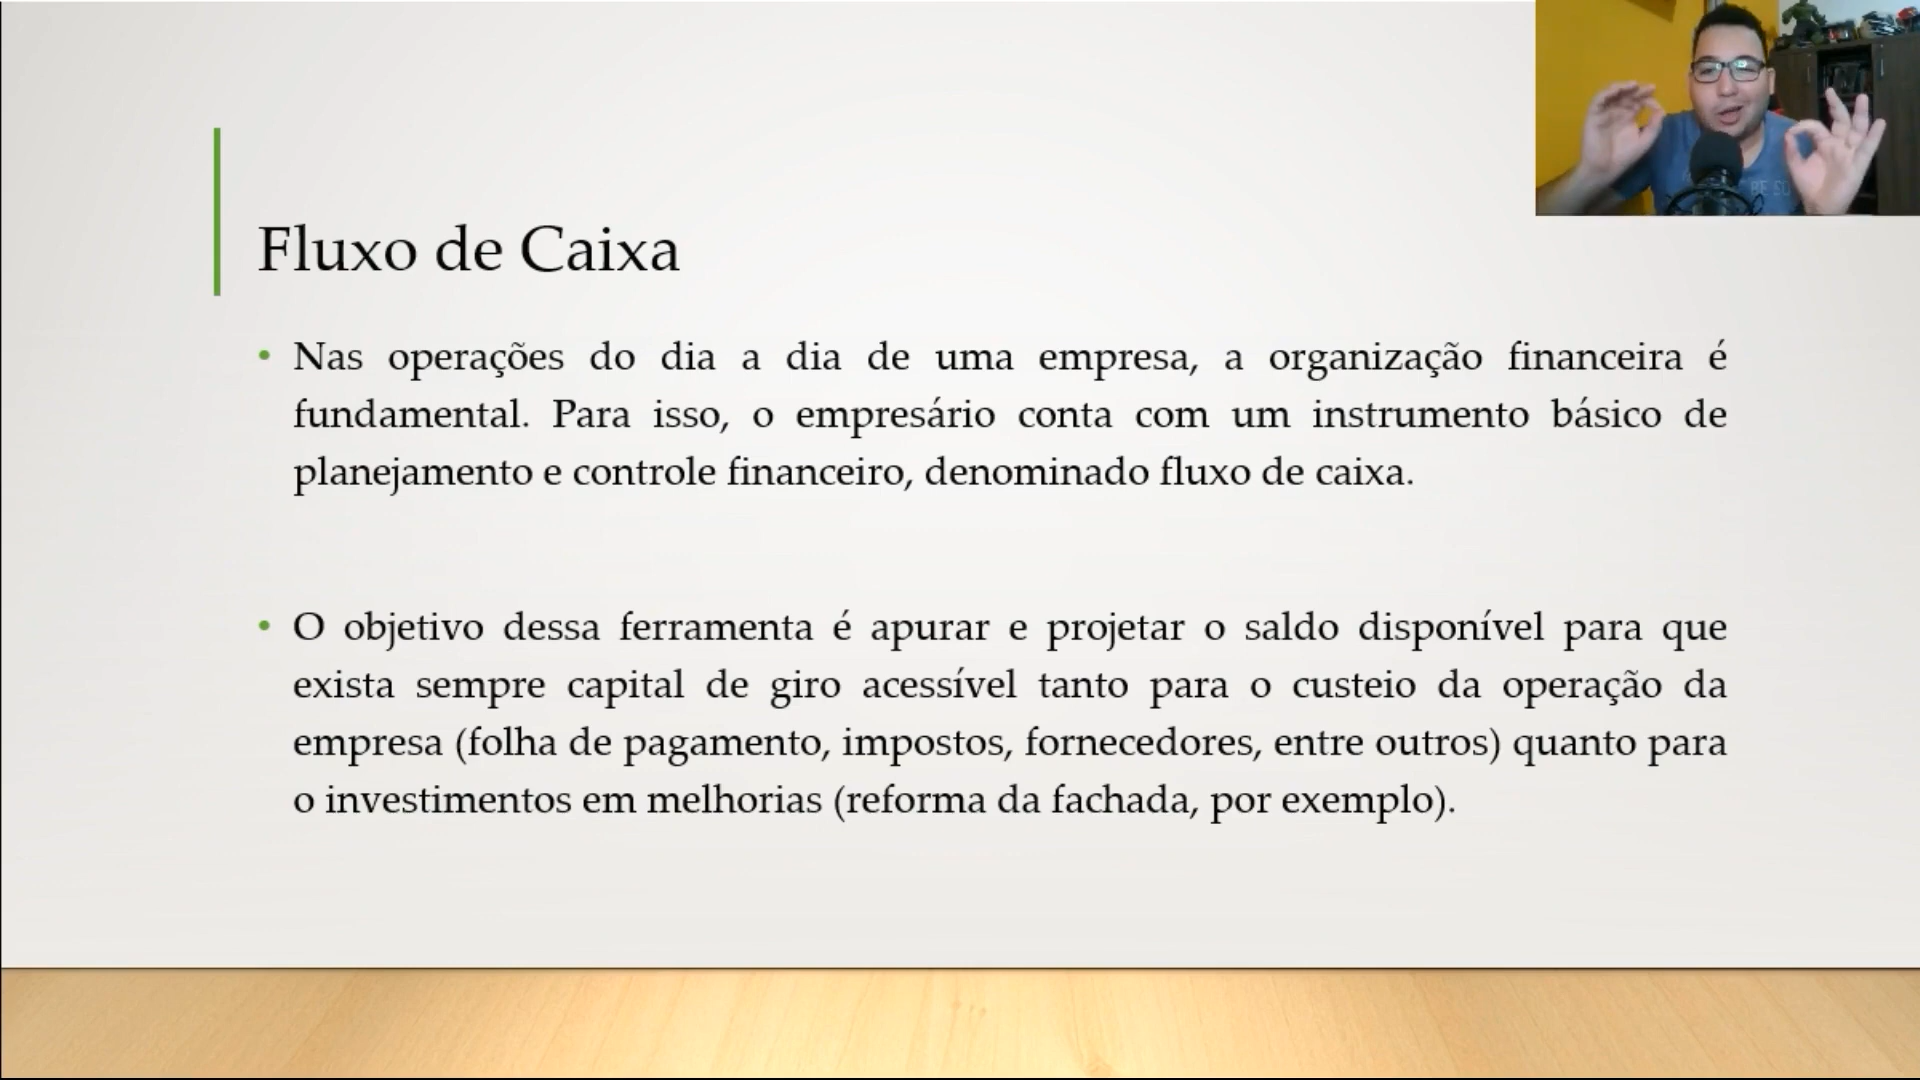 Fluxo de Caixa
• Nas operações do dia a dia de uma empresa, a organização financeira é
fundamental. Para isso, o empresário conta com um instrumento básico de
planejamento e controle financeiro, denominado fluxo de caixa.
• O objetivo dessa ferramenta é apurar e projetar o saldo disponível para que
exista sempre capital de giro acessível tanto para o custeio da operação da
empresa (folha de pagamento, impostos, fornecedores, entre outros) quanto para
o investimentos em melhorias (reforma da fachada, por exemplo).